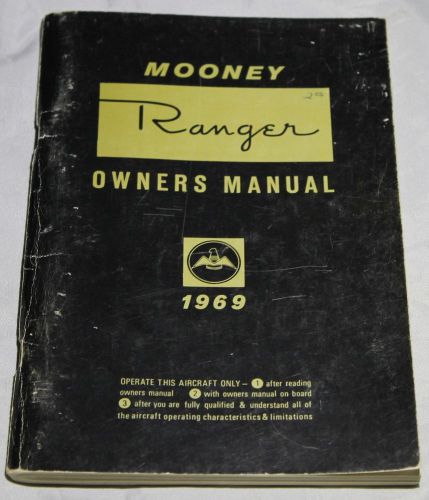 MOONEY
Ranger
OWNERS MANUAL
1969
OPERATE THIS AIRCRAFT ONLY – 1 after reading
owners manual 2 with owners manual on board
3 after you are fully qualified & understand all of
the aircraft operating characteristics & limitations